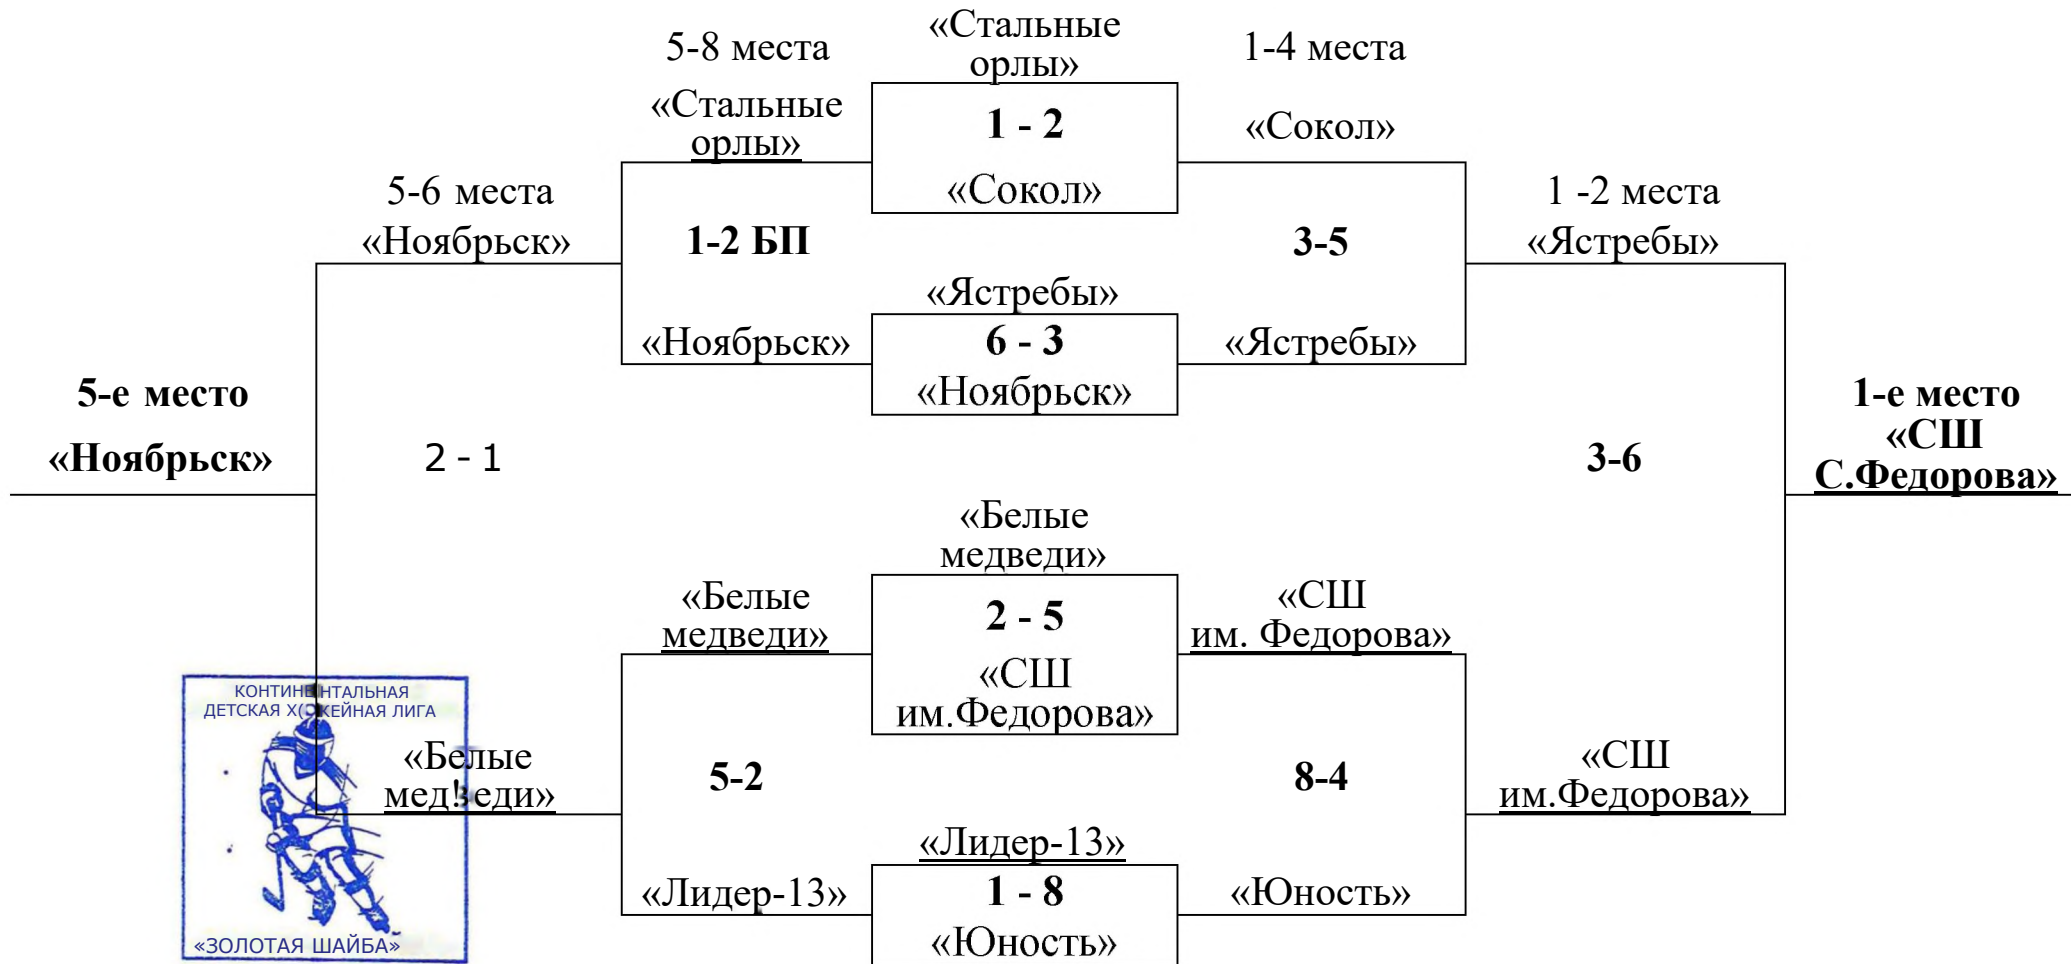 5-8 места
«Стальные
орлы»
1-4 места
«Стальные
орлы»
1 - 2
«Сокол»
5-6 места
«Сокол»
1 -2 места
«Ноябрьск»
1-2 БП
3-5
«Ястребы»
«Ястребы»
«Ноябрьск»
6 - 3
«Ястребы»
«Ноябрьск»
5-е место
1-е место
«Ноябрьск»
2 - 1
3-6
«СШ
С.Федорова»
«Белые
медведи»
«Белые
медведи»
2 - 5
«СШ
им. Федорова»
«СШ
им.Федорова»
КОНТИНЕНТАЛЬНАЯ
ДЕТСКАЯ ХОККЕЙНАЯ ЛИГА
«Белые
медведи»
5-2
8-4
«СШ
им.Федорова»
«Лидер-13»
«Лидер-13»
1 - 8
«Юность»
«Юность»
«ЗОЛОТАЯ ШАЙБА»